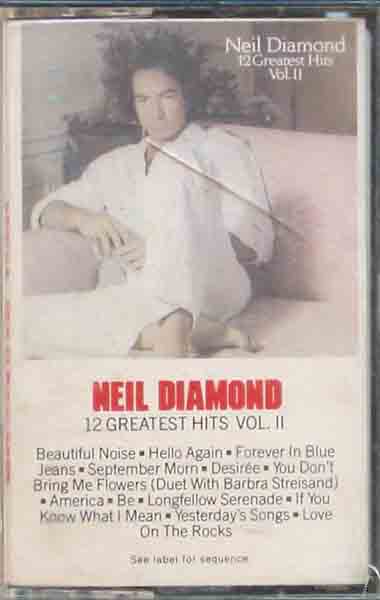 Neil Diamond
12 Greatest Hits
Vol. II
NEIL DIAMOND
12 GREATEST HITS VOL. II
Beautiful Noise ▪ Hello Again ▪ Forever In Blue
Jeans ▪ September Morn ▪ Desirée ▪ You Don't
Bring Me Flowers (Duet With Barbra Streisand)
▪ America ▪ Be ▪ Longfellow Serenade ▪ If You
Know What I Mean ▪ Yesterday's Songs ▪ Love
On The Rocks
See label for sequence